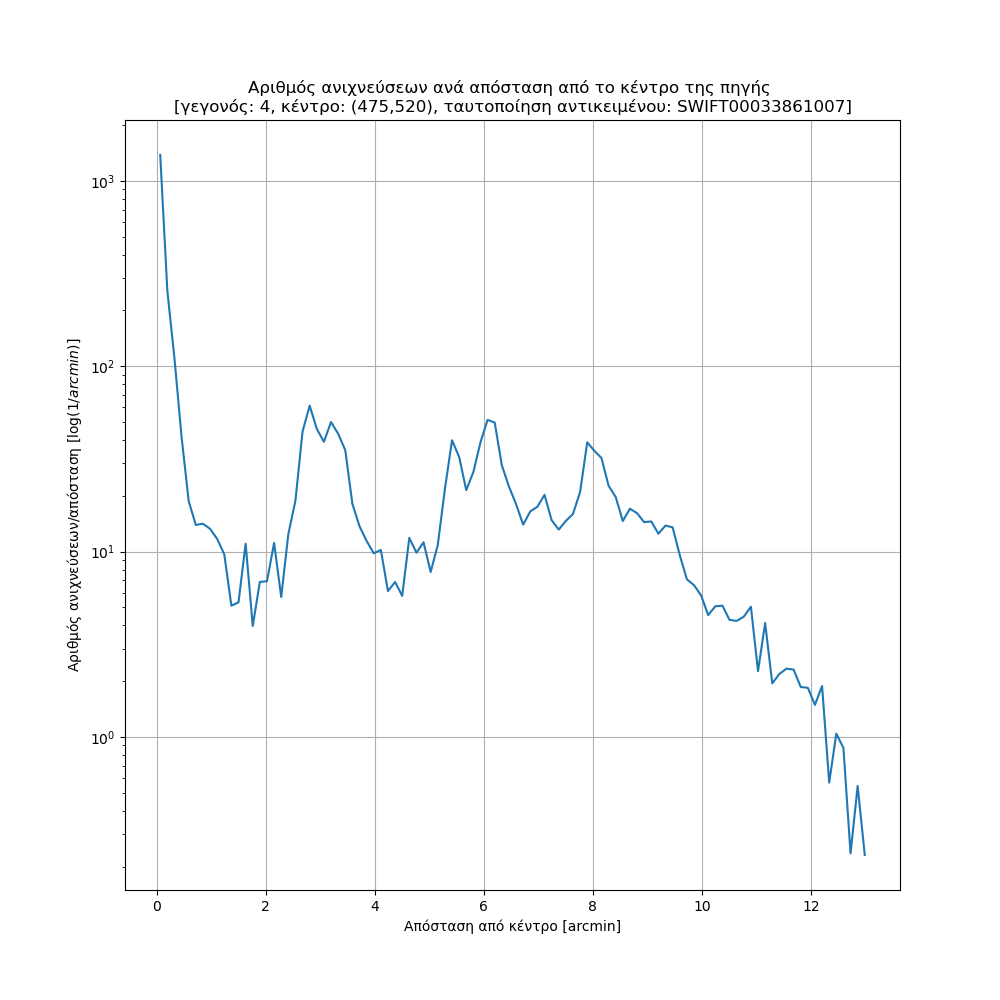 Αριθμός ανιχνεύσεων ανά απόσταση από το κέντρο της πηγής
[γεγονός: 4, κέντρο: (475,520), ταυτοποίηση αντικειμένου: SWIFT00033861007]
Αριθμός ανιχνεύσεων/απόσταση [log(1/arcmin)]
10³
10²
10¹
10⁰
0 2 4 6 8 10 12
Απόσταση από κέντρο [arcmin]